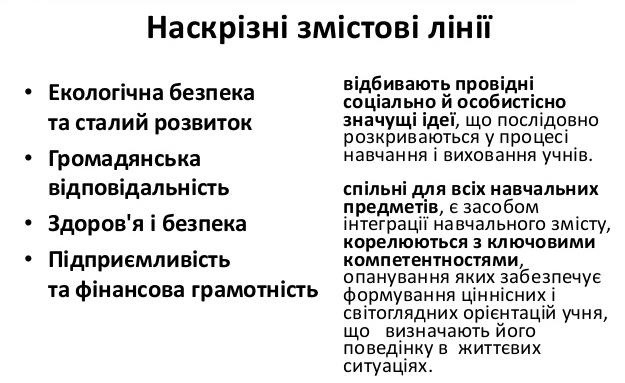 Наскрізні змістові лінії
• Екологічна безпека
та сталий розвиток
• Громадянська
відповідальність
• Здоров'я і безпека
• Підприємливість
та фінансова грамотність
відбивають провідні
соціально й особистісно
значущі ідеї, що послідовно
розкриваються у процесі
навчання і виховання учнів.
спільні для всіх навчальних
предметів, є засобом
інтеграції навчального змісту,
корелюються з ключовими
компетентностями,
опанування яких забезпечує
формування ціннісних і
світоглядних орієнтацій учня,
що визначають його
поведінку в життєвих
ситуаціях.